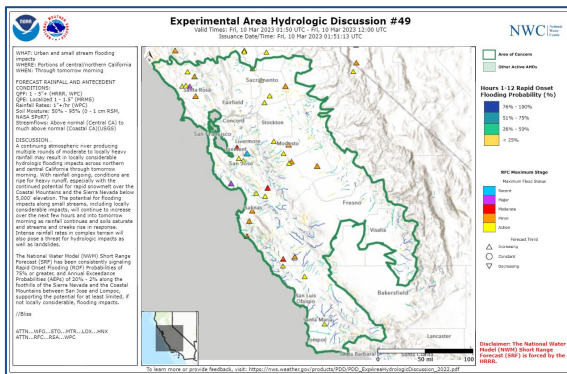 Experimental Area Hydrologic Discussion #49
Valid Times: Fri, 10 Mar 2023 01:50 UTC - Fri, 10 Mar 2023 12:00 UTC
Issuance Date/Time: Fri, 10 Mar 2023 01:51:13 UTC
NOAA
NWC
National
Water
Center
WHAT: Urban and small stream flooding
impacts
WHERE: Portions of central/northern California
WHEN: Through tomorrow morning
FORECAST RAINFALL AND ANTECEDENT
CONDITIONS:
QPF: 1 - 5"+ (HRRR, WPC)
QPE: Localized 1 - 1.5" (MRMS)
Rainfall Rates: 1"+/hr (WPC)
Soil Moisture: 50% - 95% (0 - 1 cm RSM,
NASA SPoRT)
Streamflows: Above normal (Central CA) to
much above normal (Coastal CA)(USGS)
DISCUSSION...
A continuing atmospheric river producing
multiple rounds of moderate to locally heavy
rainfall may result in locally considerable
hydrologic flooding impacts across northern
and central California through tomorrow
morning. With rainfall ongoing, conditions are
ripe for heavy runoff, especially with the
continued potential for rapid snowmelt over the
Coastal Mountains and the Sierra Nevada below
5,000' elevation. The potential for flooding
impacts along small streams, including locally
considerable impacts, will continue to increase
over the next few hours and into tomorrow
morning as rainfall continues and soils saturate
and streams and creeks rise in response.
Intense rainfall rates in complex terrain will
also pose a threat for hydrologic impacts as
well as landslides.
The National Water Model (NWM) Short Range
Forecast (SRF) has been consistently signaling
Rapid Onset Flooding (ROF) Probabilities of
75% or greater, and Annual Exceedance
Probabilities (AEPs) of 20% - 2% along the
foothills of the Sierra Nevada and the Coastal
Mountains between San Jose and Lompoc,
supporting the potential for at least limited, if
not locally considerable, flooding impacts.
//Bliss
ATTN...WFO...STO...MTR...LOX...HNX
ATTN...RFC...RSA...WPC
Santa Rosa
Sacramento
Fairfield
Concord
Stockton
San Francisco
Livermore
Fremont
Modesto
San Jose
Salinas
Fresno
Visalia
San Luis
Obispo
Bakersfield
Santa Maria
Lompoc
Lancaster
Santa Barbara
Santa Clarita
0
50 mi
100
Area of Concern
Other Active AHDs
Hours 1-12 Rapid Onset
Flooding Probability (%)
76% - 100%
51% - 75%
26% - 50%
< 25%
RFC Maximum Stage
Maximum Flood Status
Record
Major
Moderate
Minor
Action
Forecast Trend
Increasing
Constant
Decreasing
Disclaimer: The National Water
Model (NWM) Short Range
Forecast (SRF) is forced by the
HRRR.
To learn more or provide feedback, visit: https://nws.weather.gov/products/PDD/PDD_ExpAreaHydrologicDiscussion_2022.pdf